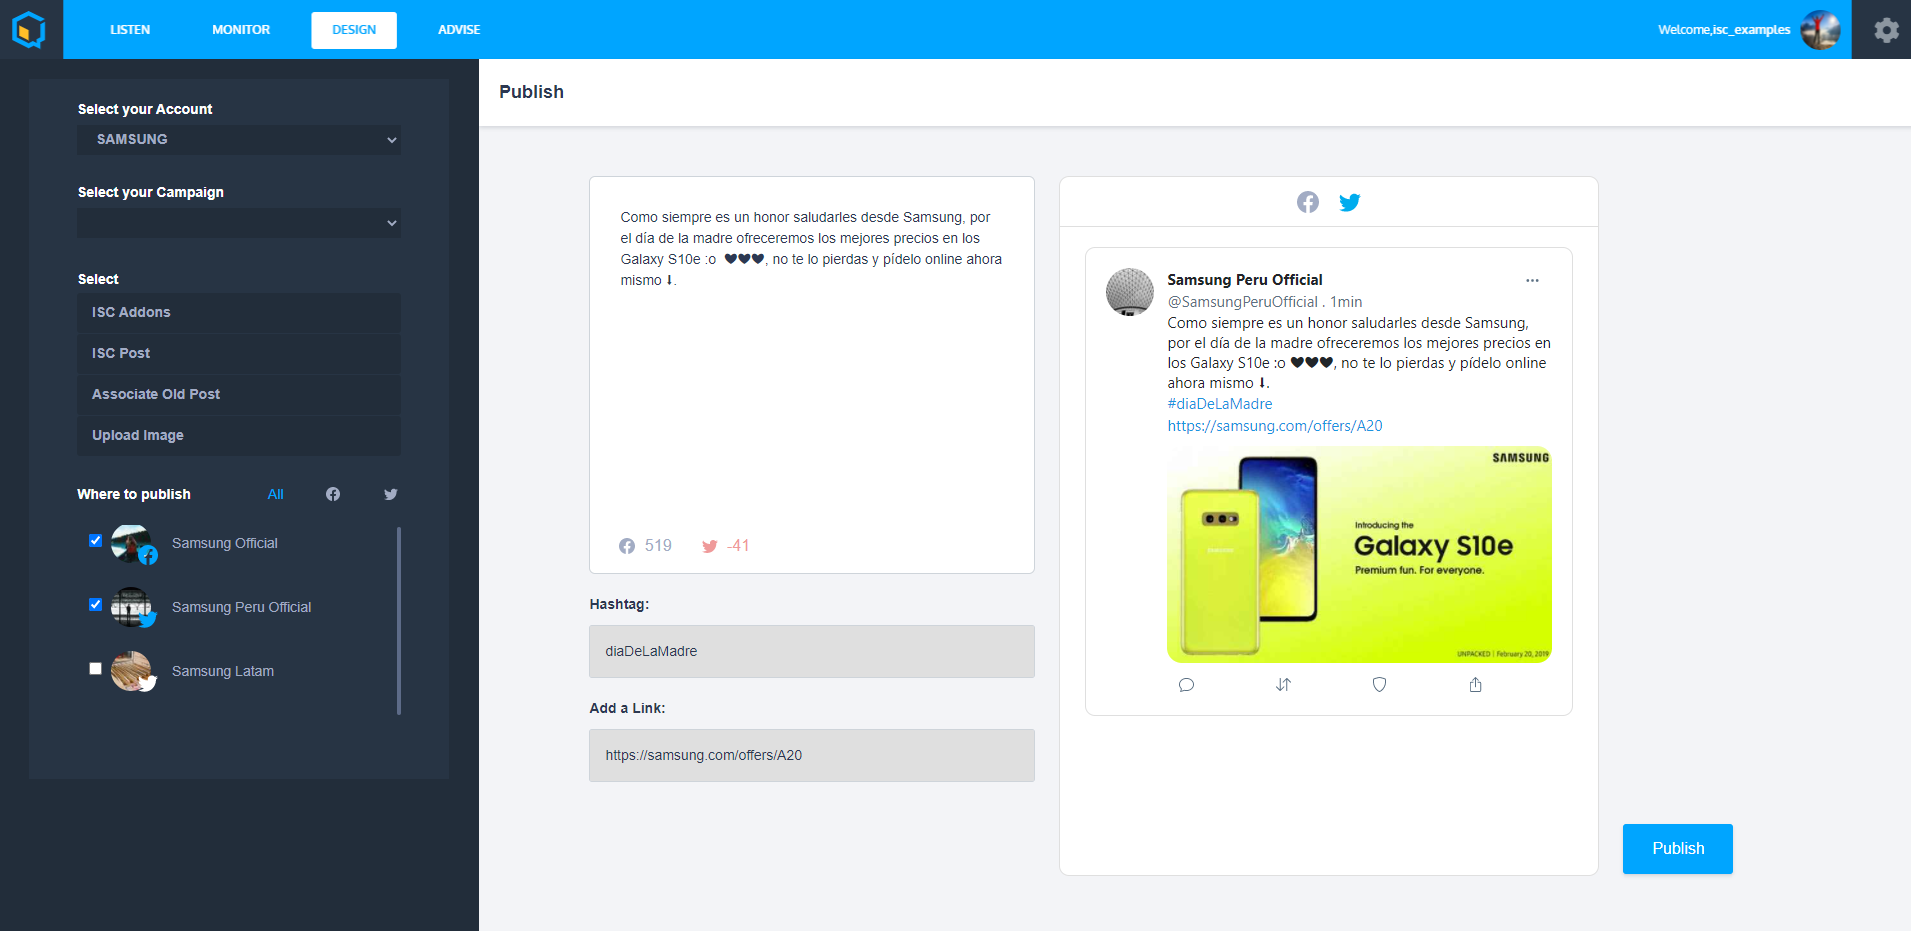 LISTEN
MONITOR
DESIGN
ADVISE
Welcome,isc_examples
Select your Account
SAMSUNG
Select your Campaign
Select
ISC Addons
ISC Post
Associate Old Post
Upload Image
Where to publish
All
Samsung Official
Samsung Peru Official
Samsung Latam
Publish
Como siempre es un honor saludarles desde Samsung, por
el día de la madre ofreceremos los mejores precios en los
Galaxy S10e :o ♥♥♥, no te lo pierdas y pídelo online ahora
mismo ⬇.
519
-41
Hashtag:
diaDeLaMadre
Add a Link:
https://samsung.com/offers/A20
Samsung Peru Official
@SamsungPeruOfficial . 1min
Como siempre es un honor saludarles desde Samsung,
por el día de la madre ofreceremos los mejores precios en
los Galaxy S10e :o ♥♥♥, no te lo pierdas y pídelo online
ahora mismo ⬇.
#diaDeLaMadre
https://samsung.com/offers/A20
SAMSUNG
Introducing the
Galaxy S10e
Premium fun. For everyone.
SAMSUNG
UNPACKED | February 20, 2019
Publish